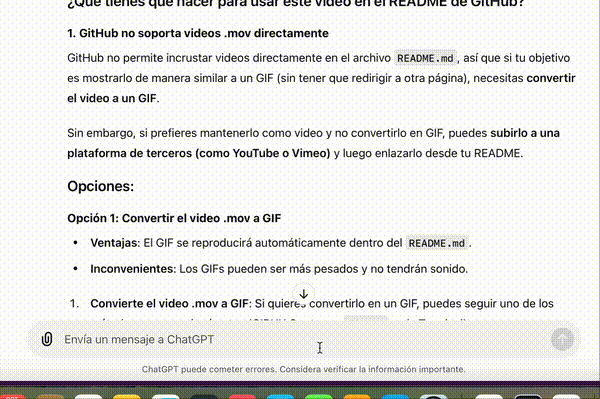 ¿Qué tienes que hacer para usar este video en el README de GitHub?
1. GitHub no soporta videos .mov directamente
GitHub no permite incrustar videos directamente en el archivo README.md, así que si tu objetivo
es mostrarlo de manera similar a un GIF (sin tener que redirigir a otra página), necesitas convertir
el video a un GIF.
Sin embargo, si prefieres mantenerlo como video y no convertirlo en GIF, puedes subirlo a una
plataforma de terceros (como YouTube o Vimeo) y luego enlazarlo desde tu README.
Opciones:
Opción 1: Convertir el video .mov a GIF
• Ventajas: El GIF se reproducirá automáticamente dentro del README.md.
• Inconvenientes: Los GIFs pueden ser más pesados y no tendrán sonido.
1. Convierte el video .mov a GIF: Si quieres convertirlo en un GIF, puedes seguir uno de los
Envía un mensaje a ChatGPT
ChatGPT puede cometer errores. Considera verificar la información importante.